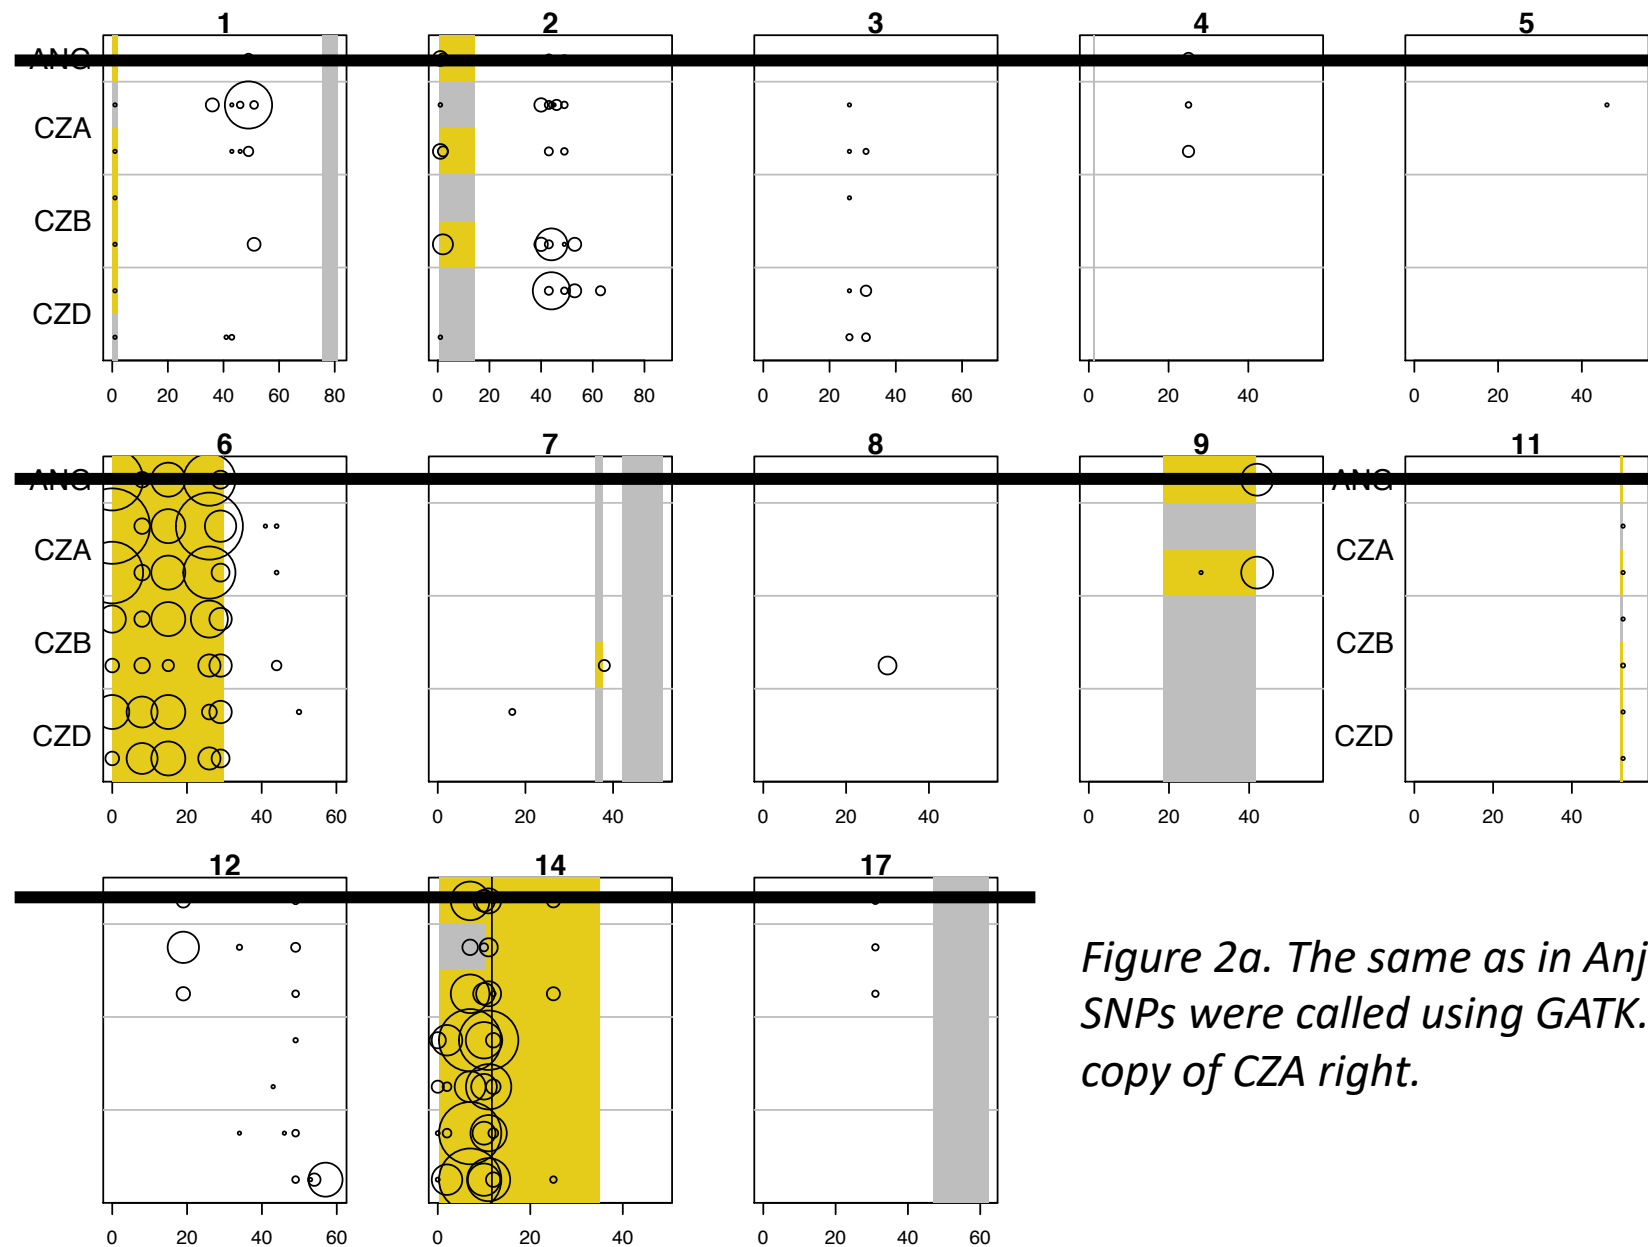 1 2 3 4 5
ANG
CZA
CZB
CZD
0 20 40 60 80 0 20 40 60 80 0 20 40 60 0 20 40 0 20 40
6 7 8 9 11
ANG ANG
CZA CZA
CZB CZB
CZD CZD
0 20 40 60 0 20 40 0 20 40 0 20 40 0 20 40
12 14 17
0 20 40 60 0 20 40 0 20 40 60
Figure 2a. The same as in Anj
SNPs were called using GATK.
copy of CZA right.